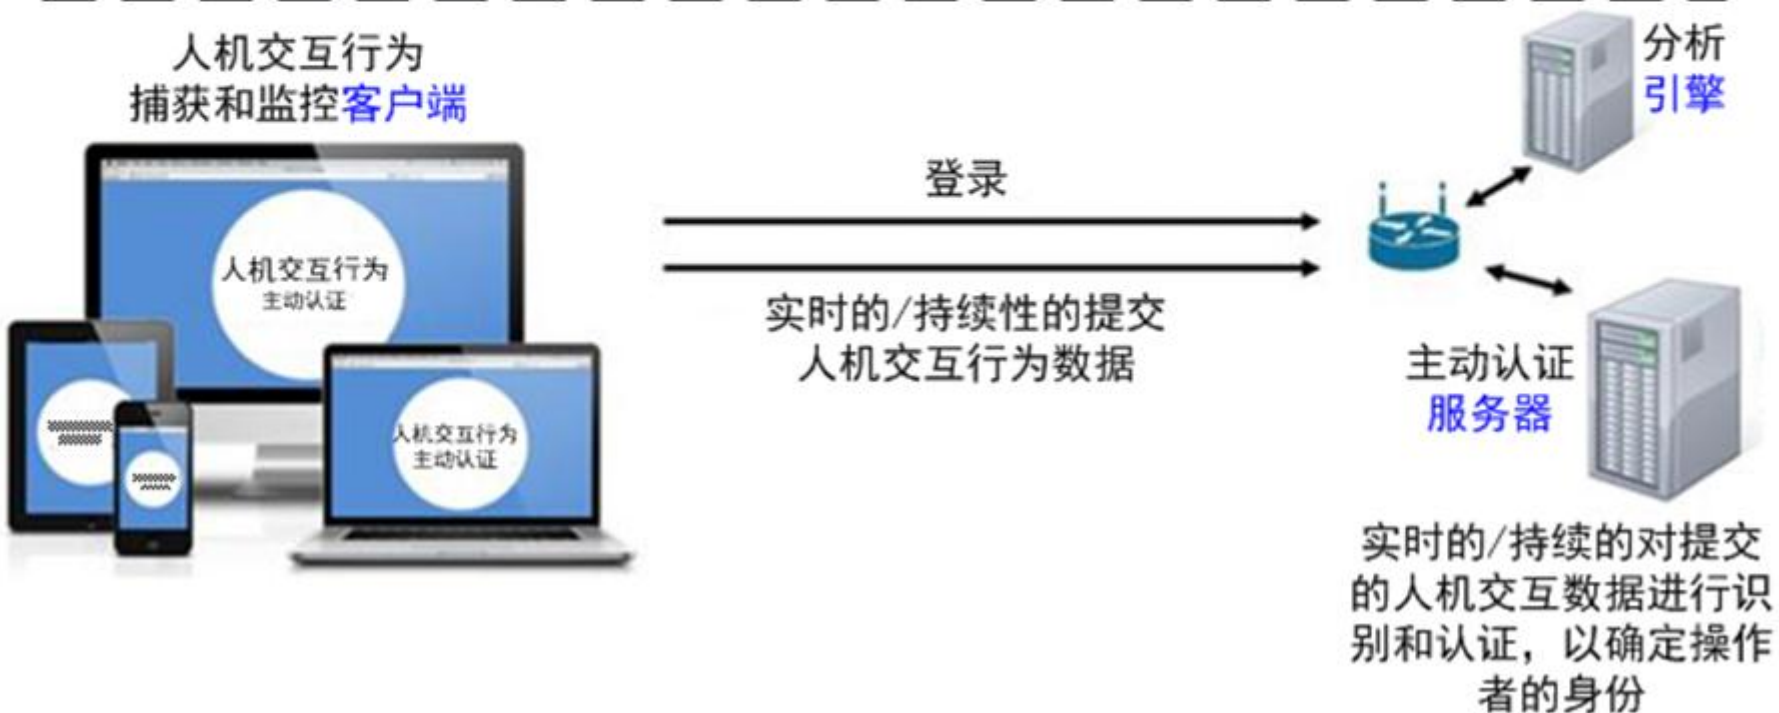 人机交互行为
捕获和监控客户端
人机交互行为
主动认证
人机交互行为
主动认证
登录
实时的/持续性的提交
人机交互行为数据
分析
引擎
主动认证
服务器
实时的/持续的对提交
的人机交互数据进行识
别和认证，以确定操作
者的身份